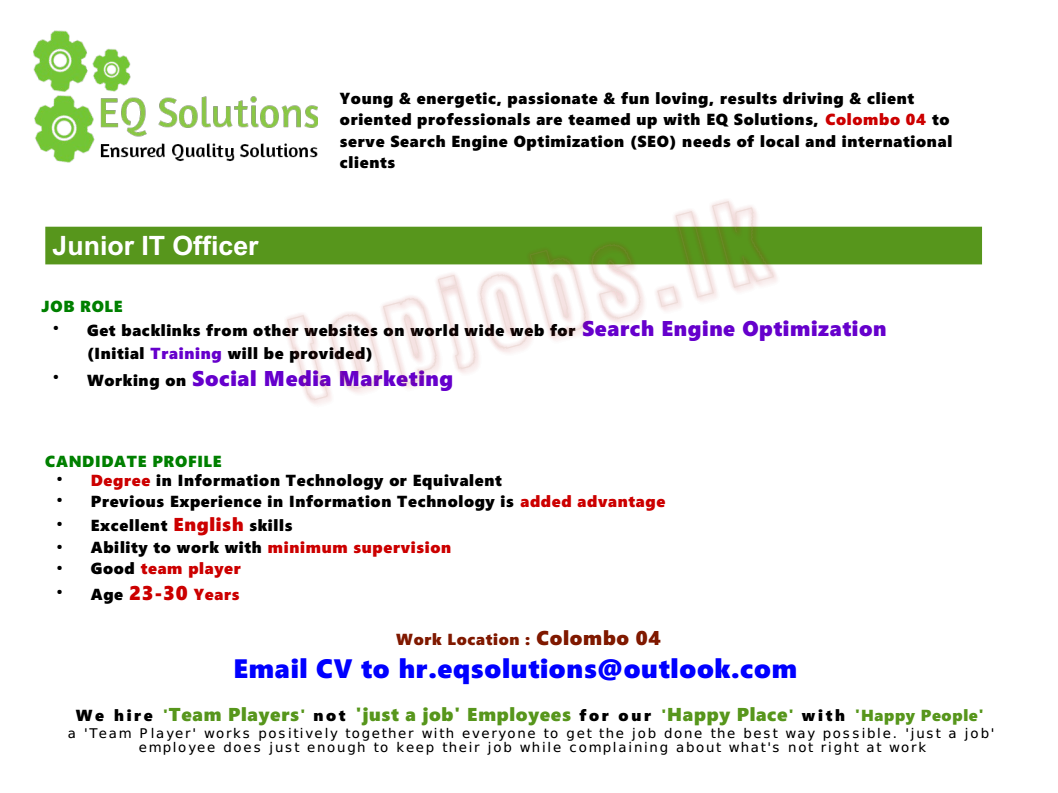 EQ Solutions
Ensured Quality Solutions
Young & energetic, passionate & fun loving, results driving & client
oriented professionals are teamed up with EQ Solutions, Colombo 04 to
serve Search Engine Optimization (SEO) needs of local and international
clients
topjobs.lk
Junior IT Officer
JOB ROLE
• Get backlinks from other websites on world wide web for Search Engine Optimization
(Initial Training will be provided)
• Working on Social Media Marketing
CANDIDATE PROFILE
• Degree in Information Technology or Equivalent
• Previous Experience in Information Technology is added advantage
• Excellent English skills
• Ability to work with minimum supervision
• Good team player
• Age 23-30 Years
Work Location : Colombo 04
Email CV to hr.eqsolutions@outlook.com
We hire 'Team Players' not 'just a job' Employees for our 'Happy Place' with 'Happy People'
a 'Team Player' works positively together with everyone to get the job done the best way possible. 'just a job'
employee does just enough to keep their job while complaining about what's not right at work